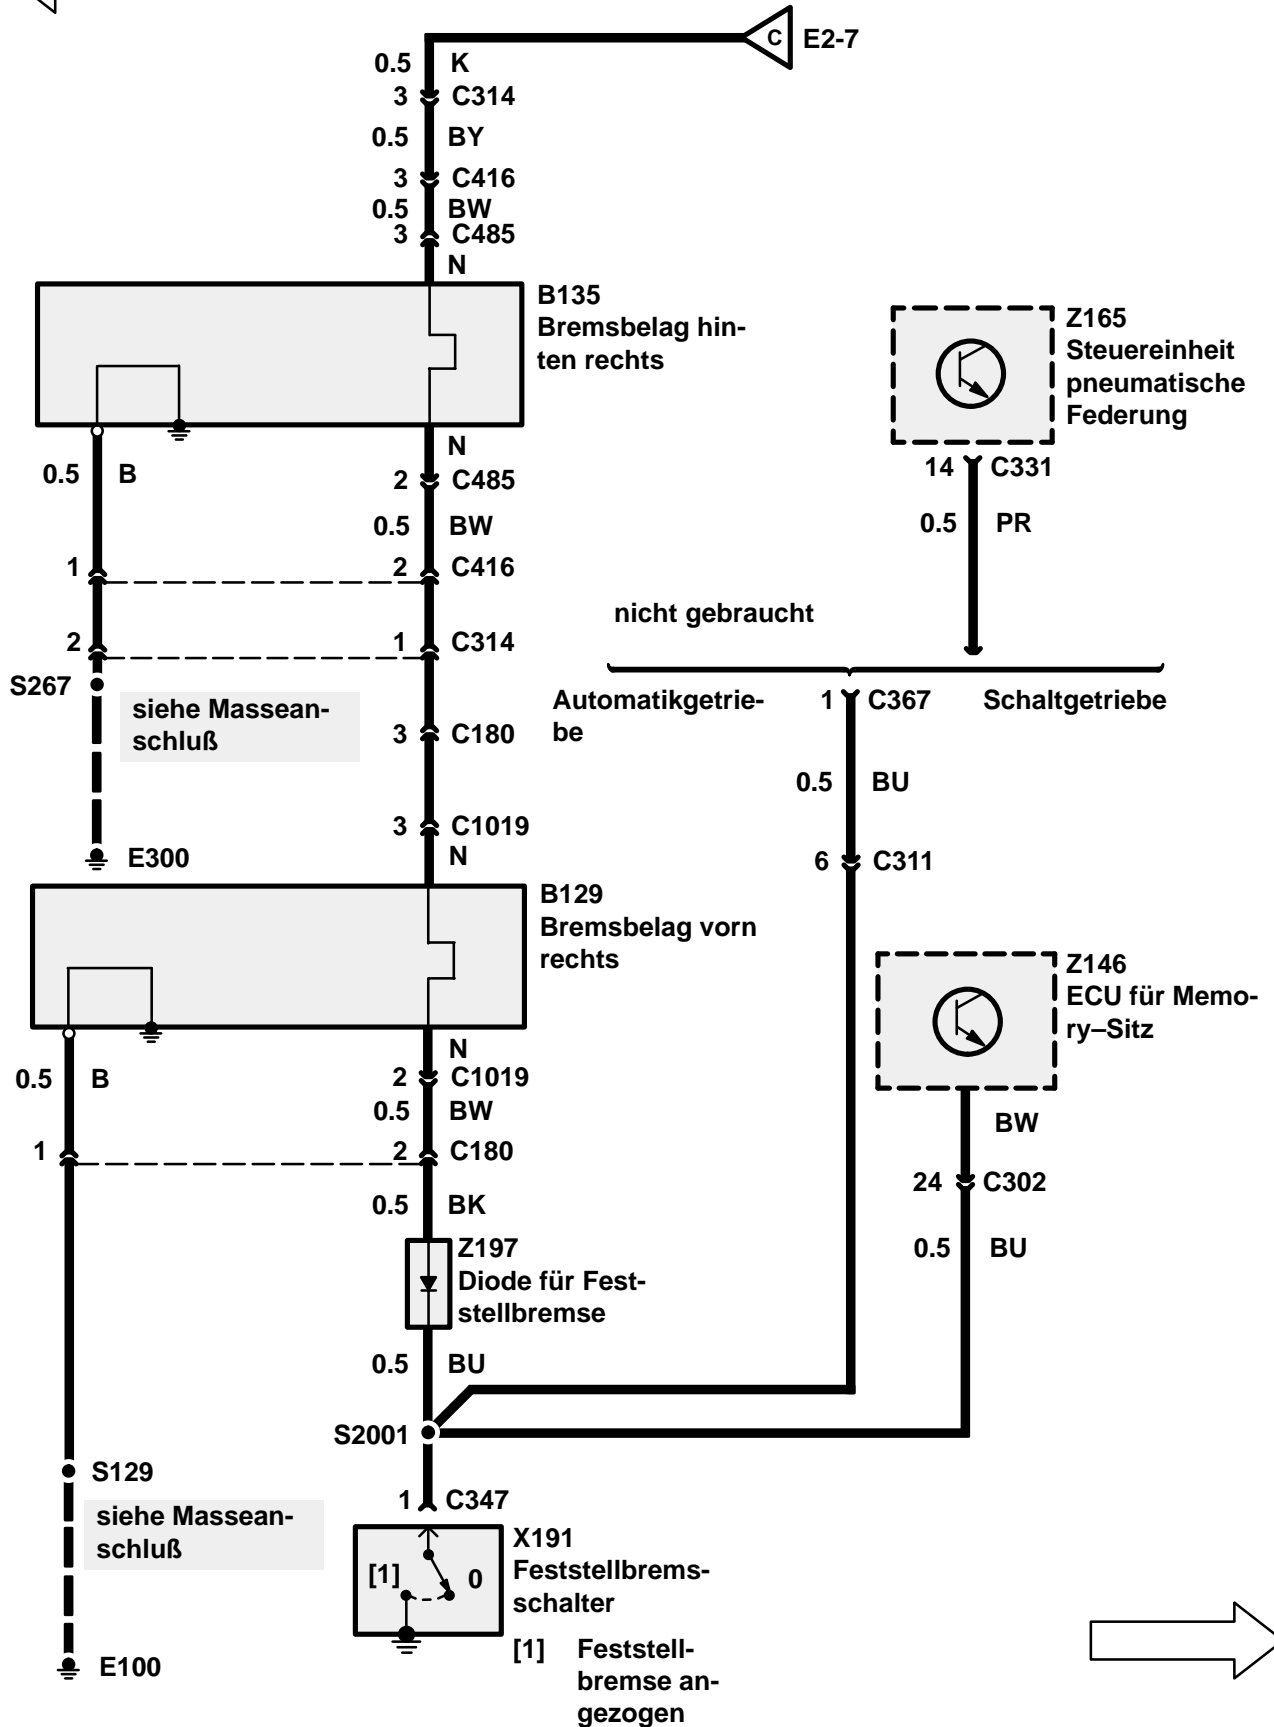 C E2-7
0.5 K
3 C314
0.5 BY
3 C416
0.5 BW
3 C485
N
B135
Bremsbelag hin-
ten rechts
Z165
Steuereinheit
pneumatische
Federung
N
0.5 B
2 C485
14 C331
0.5 BW
0.5 PR
1
2 C416
nicht gebraucht
2
1 C314
S267
siehe Massean-
schluß
Automatikgetrie-
be
1 C367
Schaltgetriebe
3 C180
0.5 BU
3 C1019
E300
N
6 C311
B129
Bremsbelag vorn
rechts
Z146
ECU für Memo-
ry–Sitz
N
0.5 B
2 C1019
0.5 BW
BW
1
2 C180
24 C302
0.5 BK
0.5 BU
Z197
Diode für Fest-
stellbremse
0.5 BU
S2001
S129
siehe Massean-
schluß
1 C347
X191
Feststellbrems-
schalter
[1] 0
[1] Feststell-
bremse an-
gezogen
E100